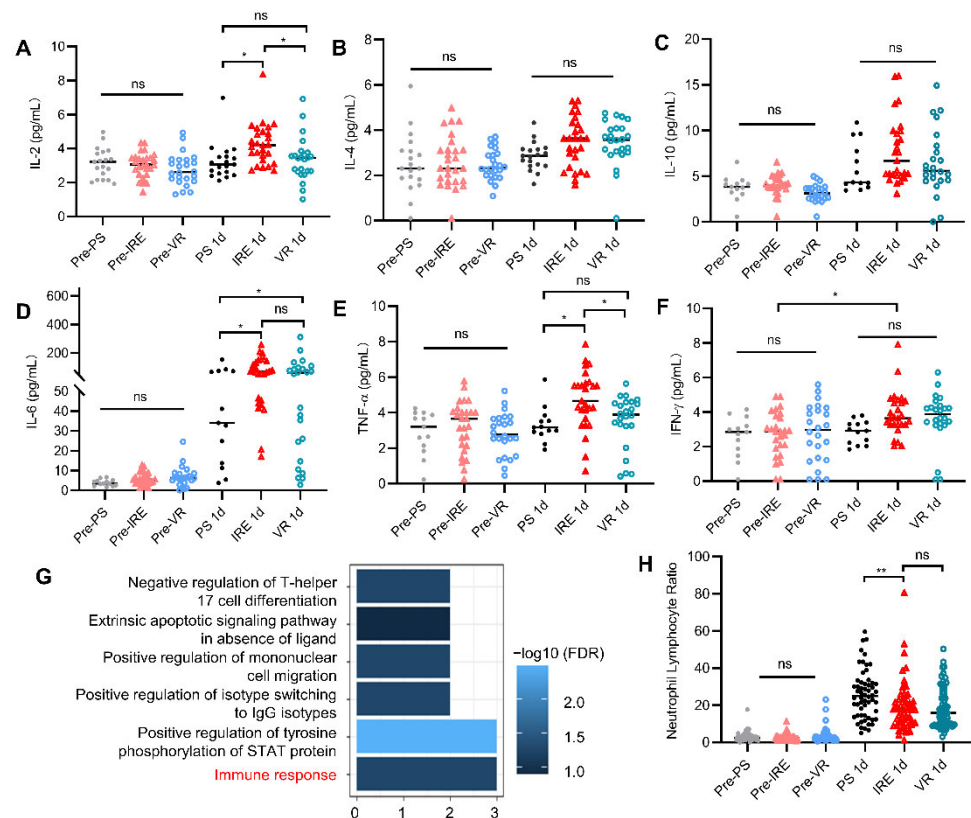 A
ns
ns
*
*
IL-2 (pg/mL)
10
8
6
4
2
0
Pre-PS
Pre-IRE
Pre-VR
PS 1d
IRE 1d
VR 1d
B
ns
ns
IL-4 (pg/mL)
8
6
4
2
0
Pre-PS
Pre-IRE
Pre-VR
PS 1d
IRE 1d
VR 1d
C
ns
ns
IL-10 (pg/mL)
20
15
10
5
0
Pre-PS
Pre-IRE
Pre-VR
PS 1d
IRE 1d
VR 1d
D
*
*
ns
ns
IL-6 (pg/mL)
600
400
200
50
40
30
20
10
0
Pre-PS
Pre-IRE
Pre-VR
PS 1d
IRE 1d
VR 1d
E
ns
ns
*
*
TNF-α (pg/mL)
10
8
6
4
2
0
Pre-PS
Pre-IRE
Pre-VR
PS 1d
IRE 1d
VR 1d
F
*
ns
ns
IFN-γ (pg/mL)
10
8
6
4
2
0
Pre-PS
Pre-IRE
Pre-VR
PS 1d
IRE 1d
VR 1d
G
Negative regulation of T-helper
17 cell differentiation
Extrinsic apoptotic signaling pathway
in absence of ligand
Positive regulation of mononuclear
cell migration
Positive regulation of isotype switching
to IgG isotypes
Positive regulation of tyrosine
phosphorylation of STAT protein
Immune response
0
1
2
3
−log10 (FDR)
2.0
1.5
1.0
H
ns
**
ns
Neutrophil Lymphocyte Ratio
100
80
60
40
20
0
Pre-PS
Pre-IRE
Pre-VR
PS 1d
IRE 1d
VR 1d